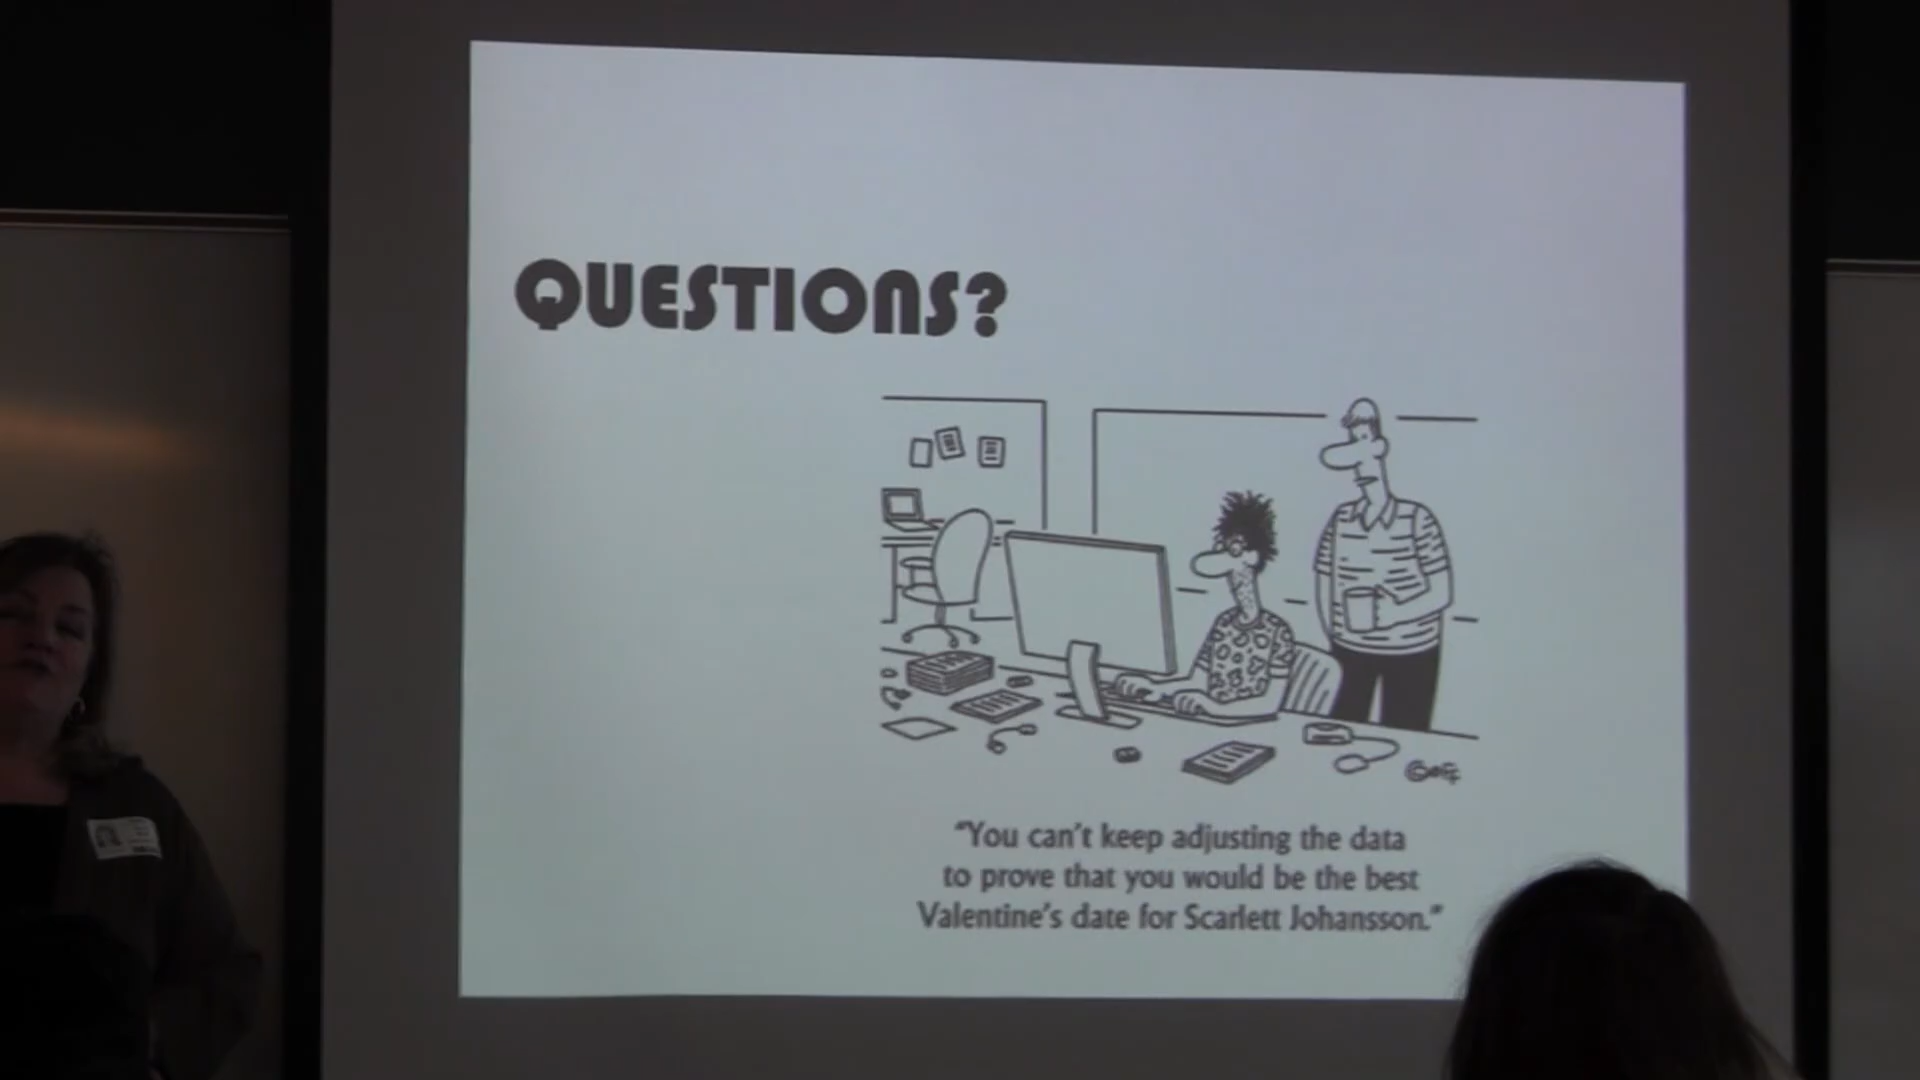 QUESTIONS?
"You can't keep adjusting the data
to prove that you would be the best
Valentine's date for Scarlett Johansson."